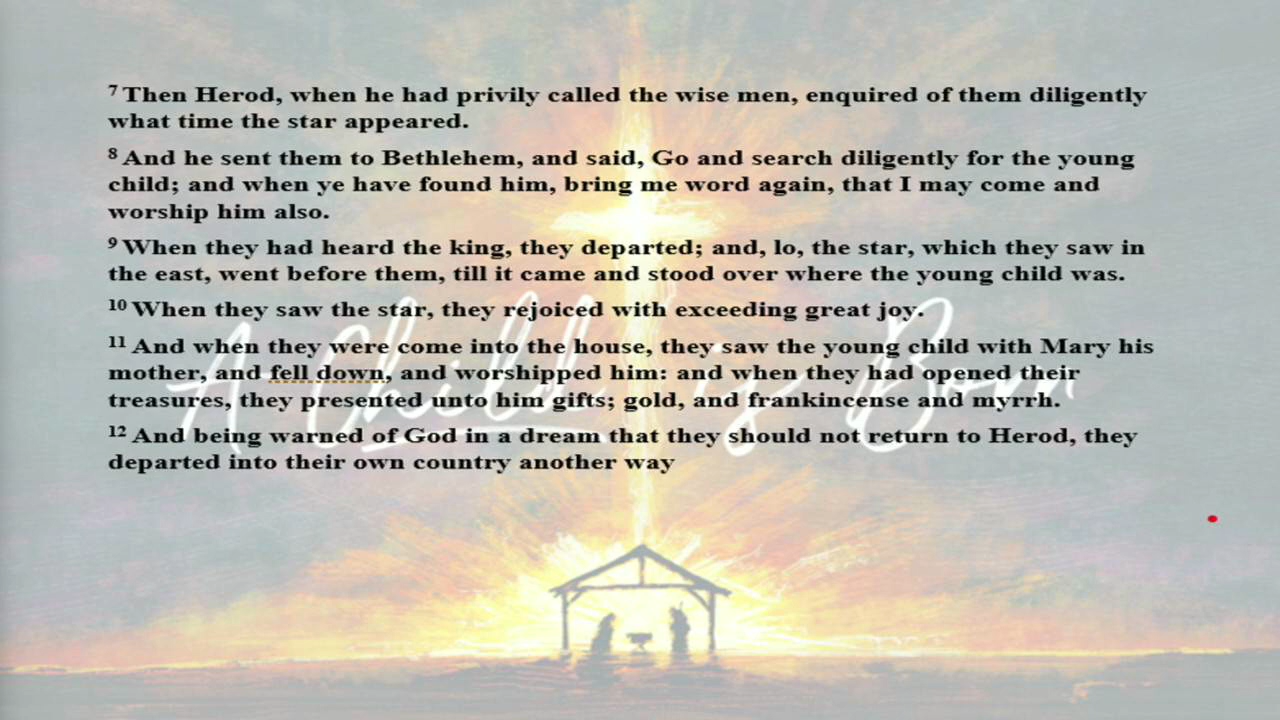 7 Then Herod, when he had privily called the wise men, enquired of them diligently
what time the star appeared.
8 And he sent them to Bethlehem, and said, Go and search diligently for the young
child; and when ye have found him, bring me word again, that I may come and
worship him also.
9 When they had heard the king, they departed; and, lo, the star, which they saw in
the east, went before them, till it came and stood over where the young child was.
10 When they saw the star, they rejoiced with exceeding great joy.
11 And when they were come into the house, they saw the young child with Mary his
mother, and fell down, and worshipped him: and when they had opened their
treasures, they presented unto him gifts; gold, and frankincense and myrrh.
12 And being warned of God in a dream that they should not return to Herod, they
departed into their own country another way
A Child is Born